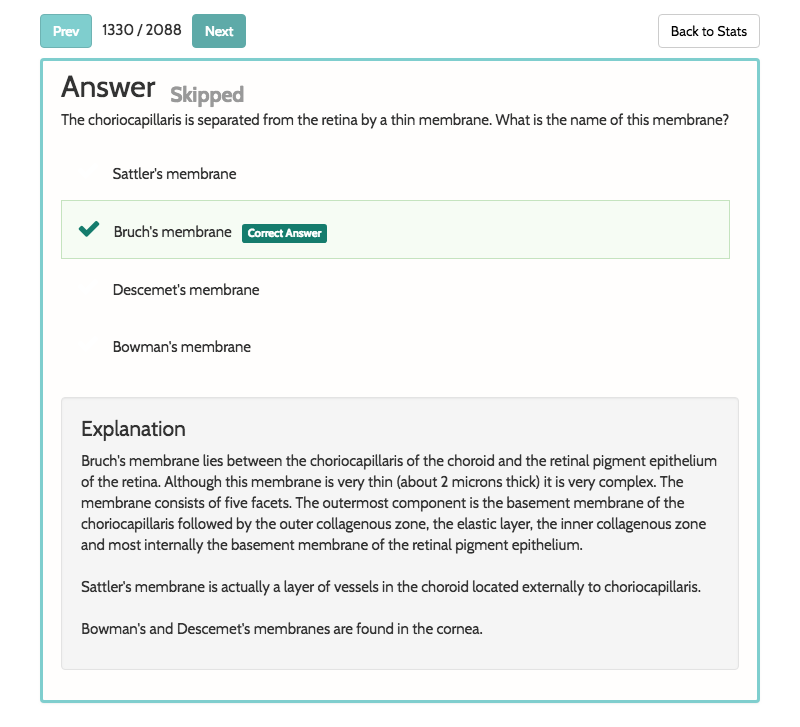 Prev 1330 / 2088 Next Back to Stats
Answer Skipped
The choriocapillaris is separated from the retina by a thin membrane. What is the name of this membrane?
Sattler's membrane
Bruch's membrane Correct Answer
Descemet's membrane
Bowman's membrane
Explanation
Bruch's membrane lies between the choriocapillaris of the choroid and the retinal pigment epithelium
of the retina. Although this membrane is very thin (about 2 microns thick) it is very complex. The
membrane consists of five facets. The outermost component is the basement membrane of the
choriocapillaris followed by the outer collagenous zone, the elastic layer, the inner collagenous zone
and most internally the basement membrane of the retinal pigment epithelium.
Sattler's membrane is actually a layer of vessels in the choroid located externally to choriocapillaris.
Bowman's and Descemet's membranes are found in the cornea.